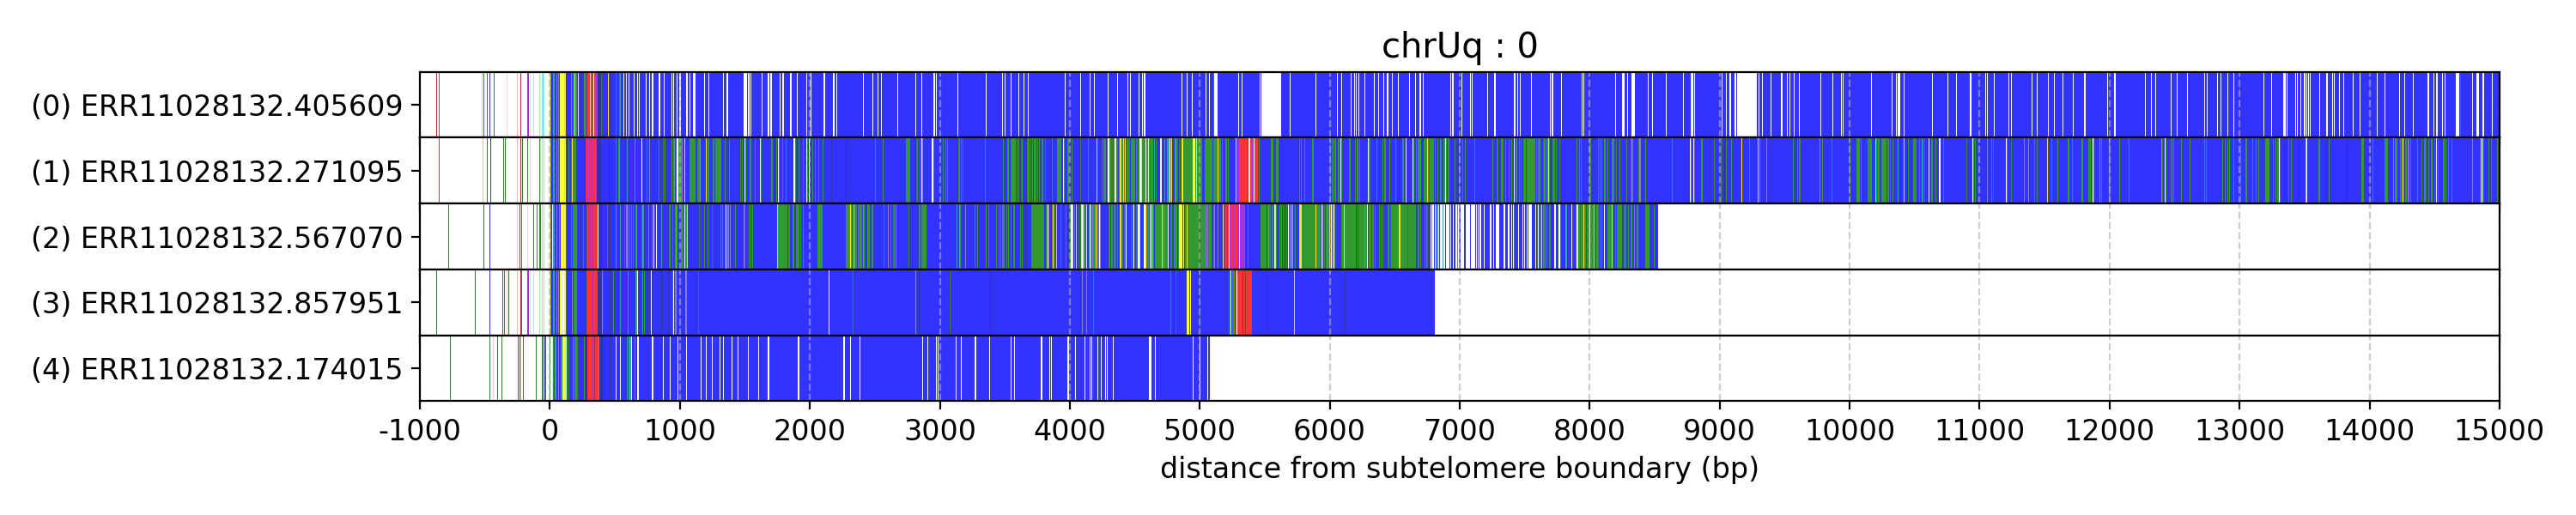 chrUq : 0
(0) ERR11028132.405609
(1) ERR11028132.271095
(2) ERR11028132.567070
(3) ERR11028132.857951
(4) ERR11028132.174015
-1000 0 1000 2000 3000 4000 5000 6000 7000 8000 9000 10000 11000 12000 13000 14000 15000
distance from subtelomere boundary (bp)